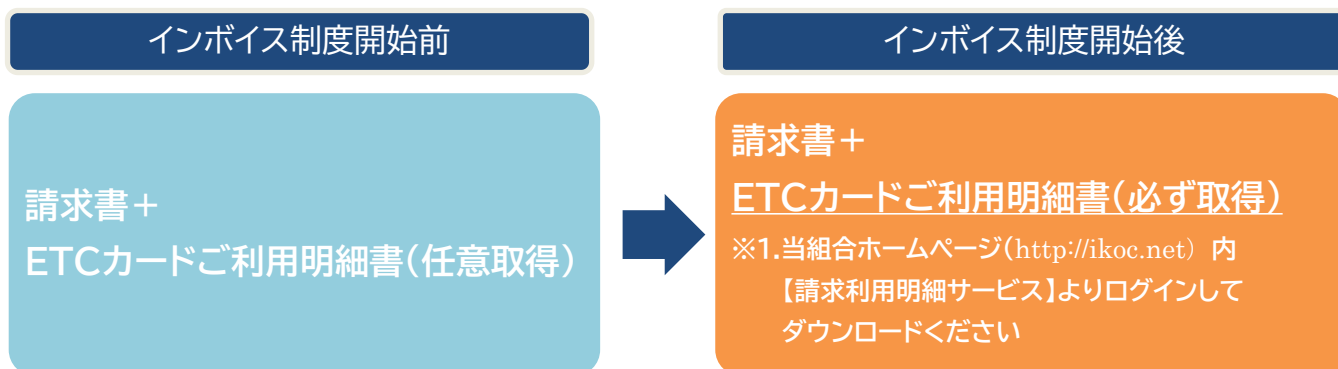 インボイス制度開始前
請求書＋
ETCカードご利用明細書(任意取得)
インボイス制度開始後
請求書＋
ETCカードご利用明細書(必ず取得)
※1.当組合ホームページ(http://ikoc.net) 内
【請求利用明細サービス】よりログインして
ダウンロードください